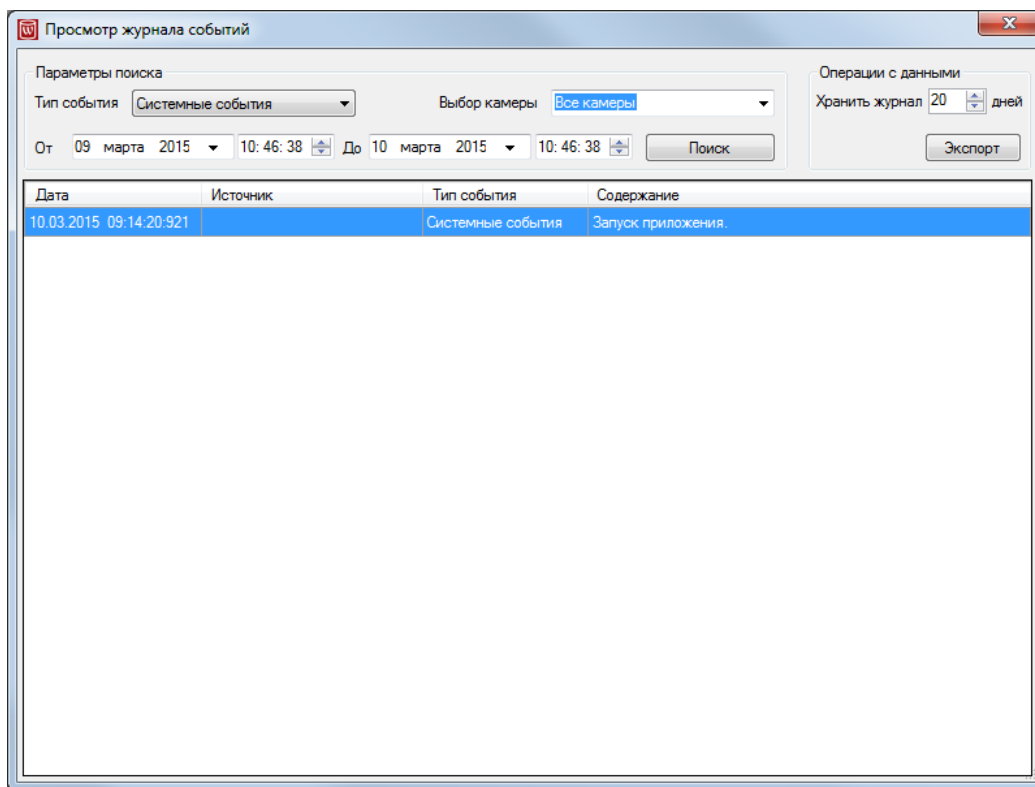 Просмотр журнала событий
Параметры поиска
Операции с данными
Тип события Системные события Выбор камеры Все камеры Хранить журнал 20 дней
От 09 марта 2015 10: 46: 38 До 10 марта 2015 10: 46: 38 Поиск Экспорт
Дата Источник Тип события Содержание
10.03.2015 09:14:20:921 Системные события Запуск приложения.